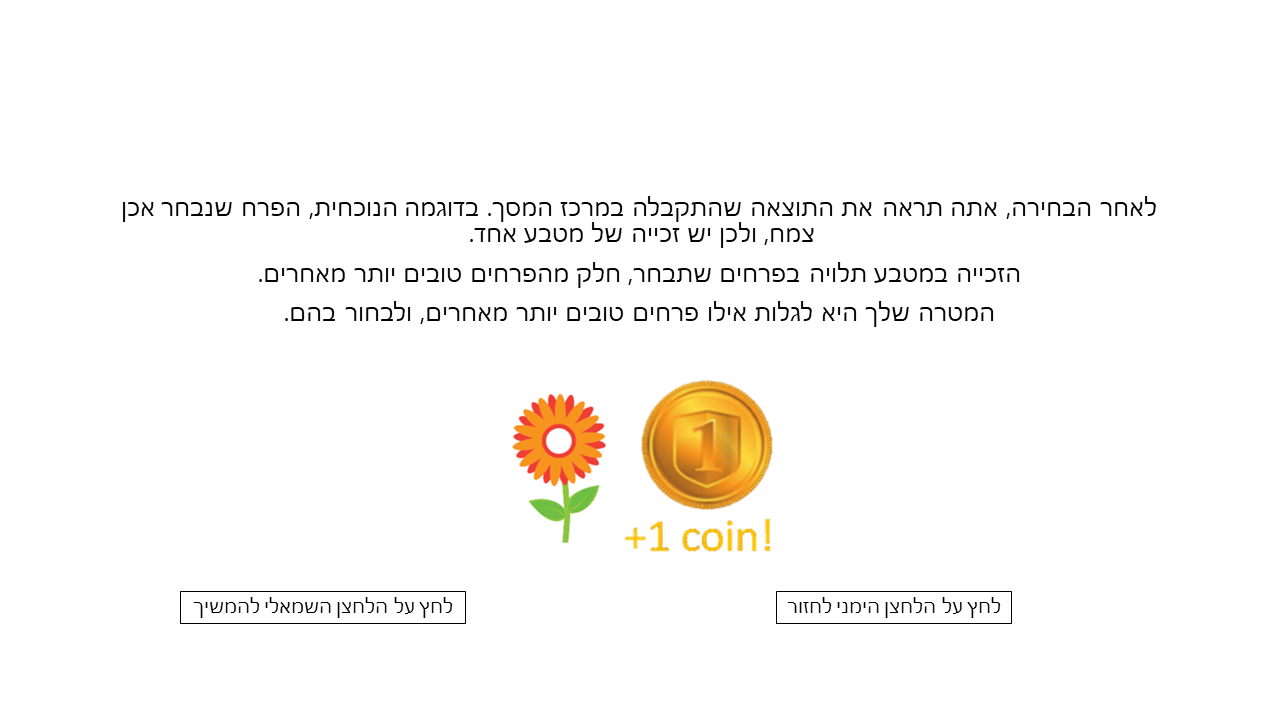 לאחר הבחירה, אתה תראה את התוצאה שהתקבלה במרכז המסך. בדוגמה הנוכחית, הפרח שנבחר אכן
צמח, ולכן יש זכייה של מטבע אחד.
הזכייה במטבע תלויה בפרחים שתבחר, חלק מהפרחים טובים יותר מאחרים.
המטרה שלך היא לגלות אילו פרחים טובים יותר מאחרים, ולבחור בהם.
1
+1 coin!
לחץ על הלחצן הימני לחזור
לחץ על הלחצן השמאלי להמשיך